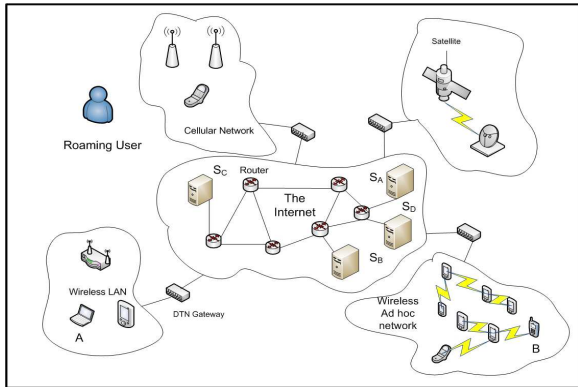 Satellite
Roaming User
Cellular Network
S_C
Router
The
Internet
S_A
S_D
S_B
Wireless LAN
A
DTN Gateway
Wireless
Ad hoc
network
B